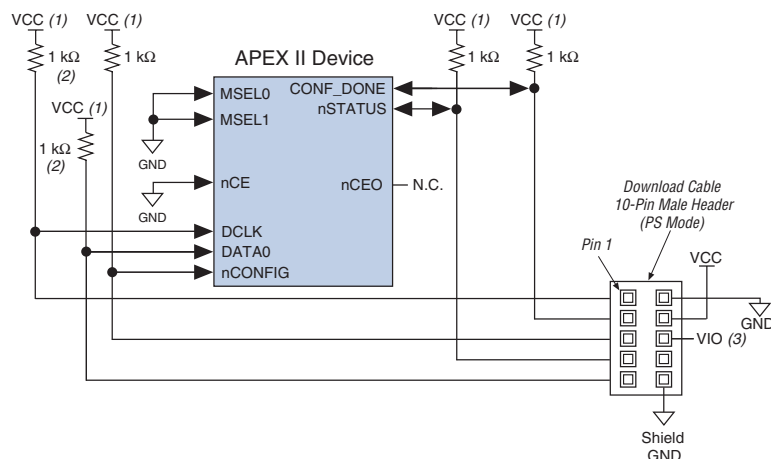 VCC (1)
VCC (1)
VCC (1)
VCC (1)
1 kΩ
(2)
1 kΩ
APEX II Device
1 kΩ
1 kΩ
VCC (1)
1 kΩ
(2)
MSEL0
MSEL1
GND
nCE
GND
DCLK
DATA0
nCONFIG
CONF_DONE
nSTATUS
nCEO
N.C.
Download Cable
10-Pin Male Header
(PS Mode)
Pin 1
VCC
GND
VIO (3)
Shield
GND